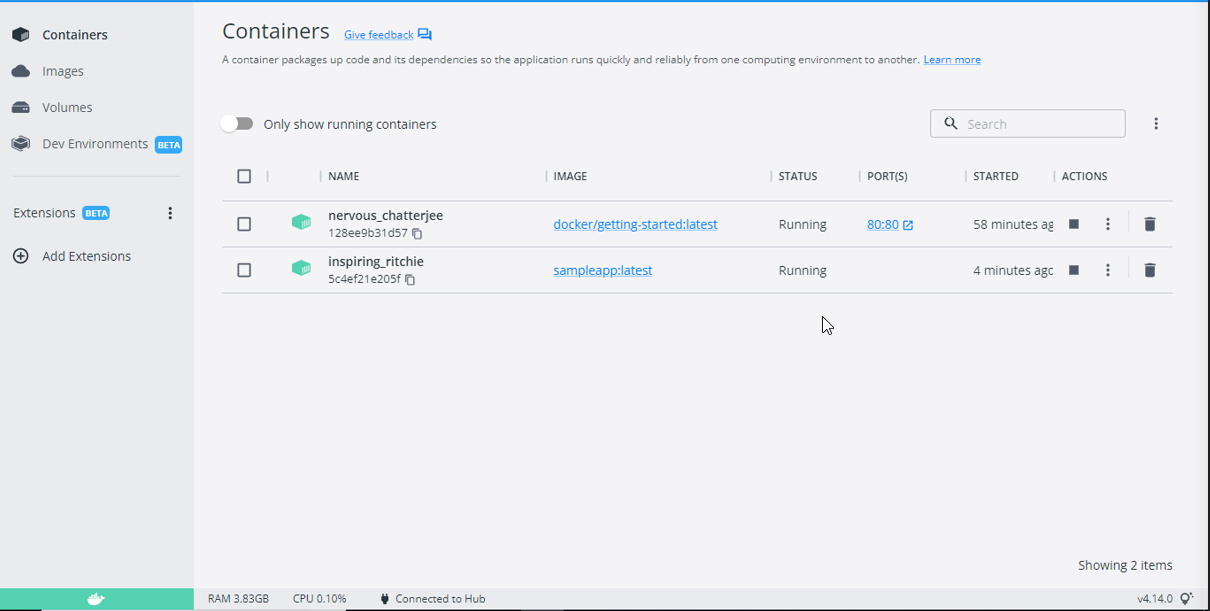 Containers
Images
Volumes
Dev Environments BETA
Extensions BETA
Add Extensions
Containers Give feedback
A container packages up code and its dependencies so the application runs quickly and reliably from one computing environment to another. Learn more
Only show running containers
Search
NAME IMAGE STATUS PORT(S) STARTED ACTIONS
nervous_chatterjee
128ee9b31d57
docker/getting-started:latest Running 80:80 58 minutes ag
inspiring_ritchie
5c4ef21e205f
sampleapp:latest Running 4 minutes agc
Showing 2 items
RAM 3.83GB CPU 0.10% Connected to Hub v4.14.0